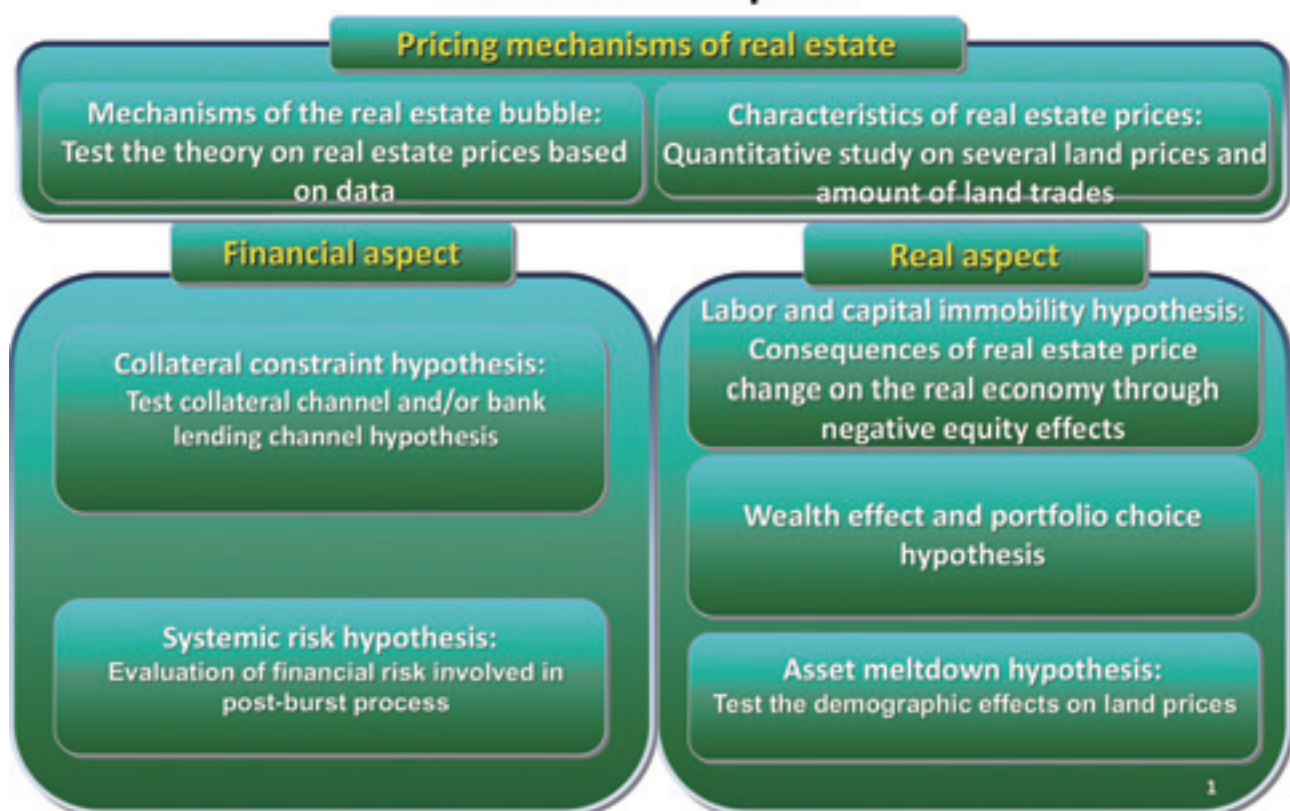 Pricing mechanisms of real estate
Mechanisms of the real estate bubble:
Test the theory on real estate prices based
on data
Characteristics of real estate prices:
Quantitative study on several land prices and
amount of land trades
Financial aspect
Collateral constraint hypothesis:
Test collateral channel and/or bank
lending channel hypothesis
Systemic risk hypothesis:
Evaluation of financial risk involved in
post-burst process
Real aspect
Labor and capital immobility hypothesis:
Consequences of real estate price
change on the real economy through
negative equity effects
Wealth effect and portfolio choice
hypothesis
Asset meltdown hypothesis:
Test the demographic effects on land prices
1